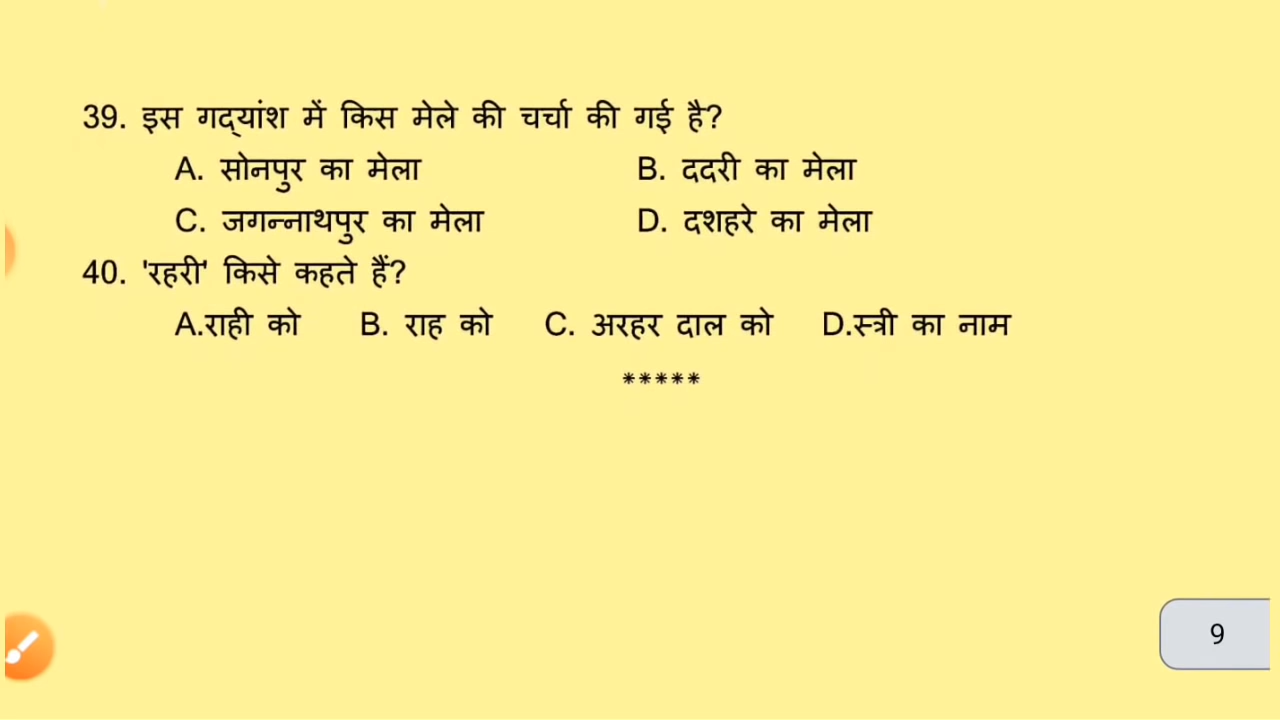 39. इस गद्यांश में किस मेले की चर्चा की गई है?
A. सोनपुर का मेला B. ददरी का मेला
C. जगन्नाथपुर का मेला D. दशहरे का मेला
40. 'रहरी' किसे कहते हैं?
A.राही को B. राह को C. अरहर दाल को D.स्त्री का नाम
*****
9